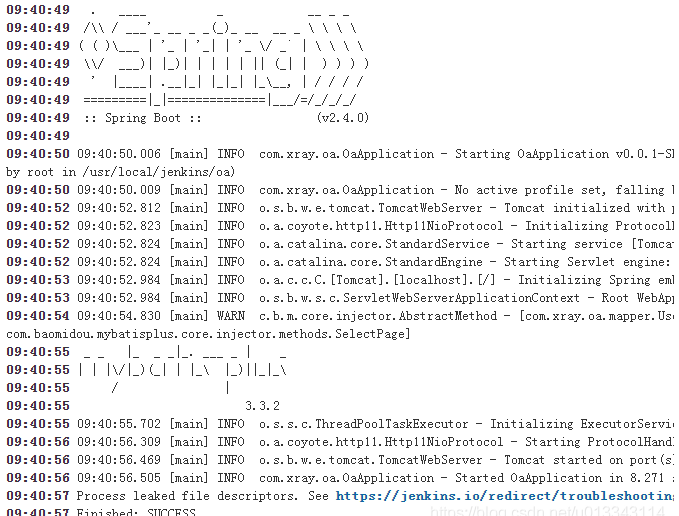 09:40:49   .   ____          _            __ _ _
09:40:49  /\\ / ___'_ __ _ _(_)_ __  __ _ \ \ \ \
09:40:49 ( ( )\___ | '_ | '_| | '_ \/ _` | \ \ \ \
09:40:49  \\/  ___)| |_)| | | | | || (_| |  ) ) ) )
09:40:49   '  |____| .__|_| |_|_| |_\__, | / / / /
09:40:49  =========|_|==============|___/=/_/_/_/
09:40:49  :: Spring Boot ::                (v2.4.0)
09:40:49
09:40:50 09:40:50.006 [main] INFO  com.xray.oa.OaApplication - Starting OaApplication v0.0.1-S
by root in /usr/local/jenkins/oa)
09:40:50 09:40:50.009 [main] INFO  com.xray.oa.OaApplication - No active profile set, falling
09:40:52 09:40:52.812 [main] INFO  o.s.b.w.e.tomcat.TomcatWebServer - Tomcat initialized with p
09:40:52 09:40:52.823 [main] INFO  o.a.coyote.http11.Http11NioProtocol - Initializing Protocol
09:40:52 09:40:52.824 [main] INFO  o.a.catalina.core.StandardService - Starting service [Tomca
09:40:52 09:40:52.824 [main] INFO  o.a.catalina.core.StandardEngine - Starting Servlet engine:
09:40:53 09:40:52.984 [main] INFO  o.a.c.c.C.[Tomcat].[localhost].[/] - Initializing Spring em
09:40:53 09:40:52.984 [main] INFO  o.s.b.w.s.c.ServletWebServerApplicationContext - Root WebAp
09:40:54 09:40:54.830 [main] WARN  c.b.m.core.injector.AbstractMethod - [com.xray.oa.mapper.Us
com.baomidou.mybatisplus.core.injector.methods.SelectPage]
09:40:55  _ _   |_  _ _|_. ___ _ |    _
09:40:55 | | |\/|_)(_| | |_\  |_)||_|_\
09:40:55      /               |
09:40:55                         3.3.2
09:40:55 09:40:55.702 [main] INFO  o.s.s.c.ThreadPoolTaskExecutor - Initializing ExecutorServi
09:40:56 09:40:56.309 [main] INFO  o.a.coyote.http11.Http11NioProtocol - Starting ProtocolHand
09:40:56 09:40:56.469 [main] INFO  o.s.b.w.e.tomcat.TomcatWebServer - Tomcat started on port(s)
09:40:56 09:40:56.505 [main] INFO  com.xray.oa.OaApplication - Started OaApplication in 8.271 s
09:40:57 Process leaked file descriptors. See https://jenkins.io/redirect/troubleshooting
09:40:57 Finished: SUCCESS
https://blog.csdn.net/u013343114